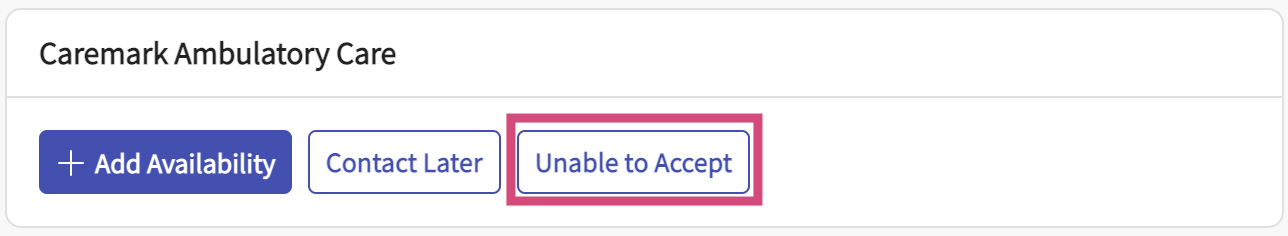 Caremark Ambulatory Care
+ Add Availability Contact Later Unable to Accept